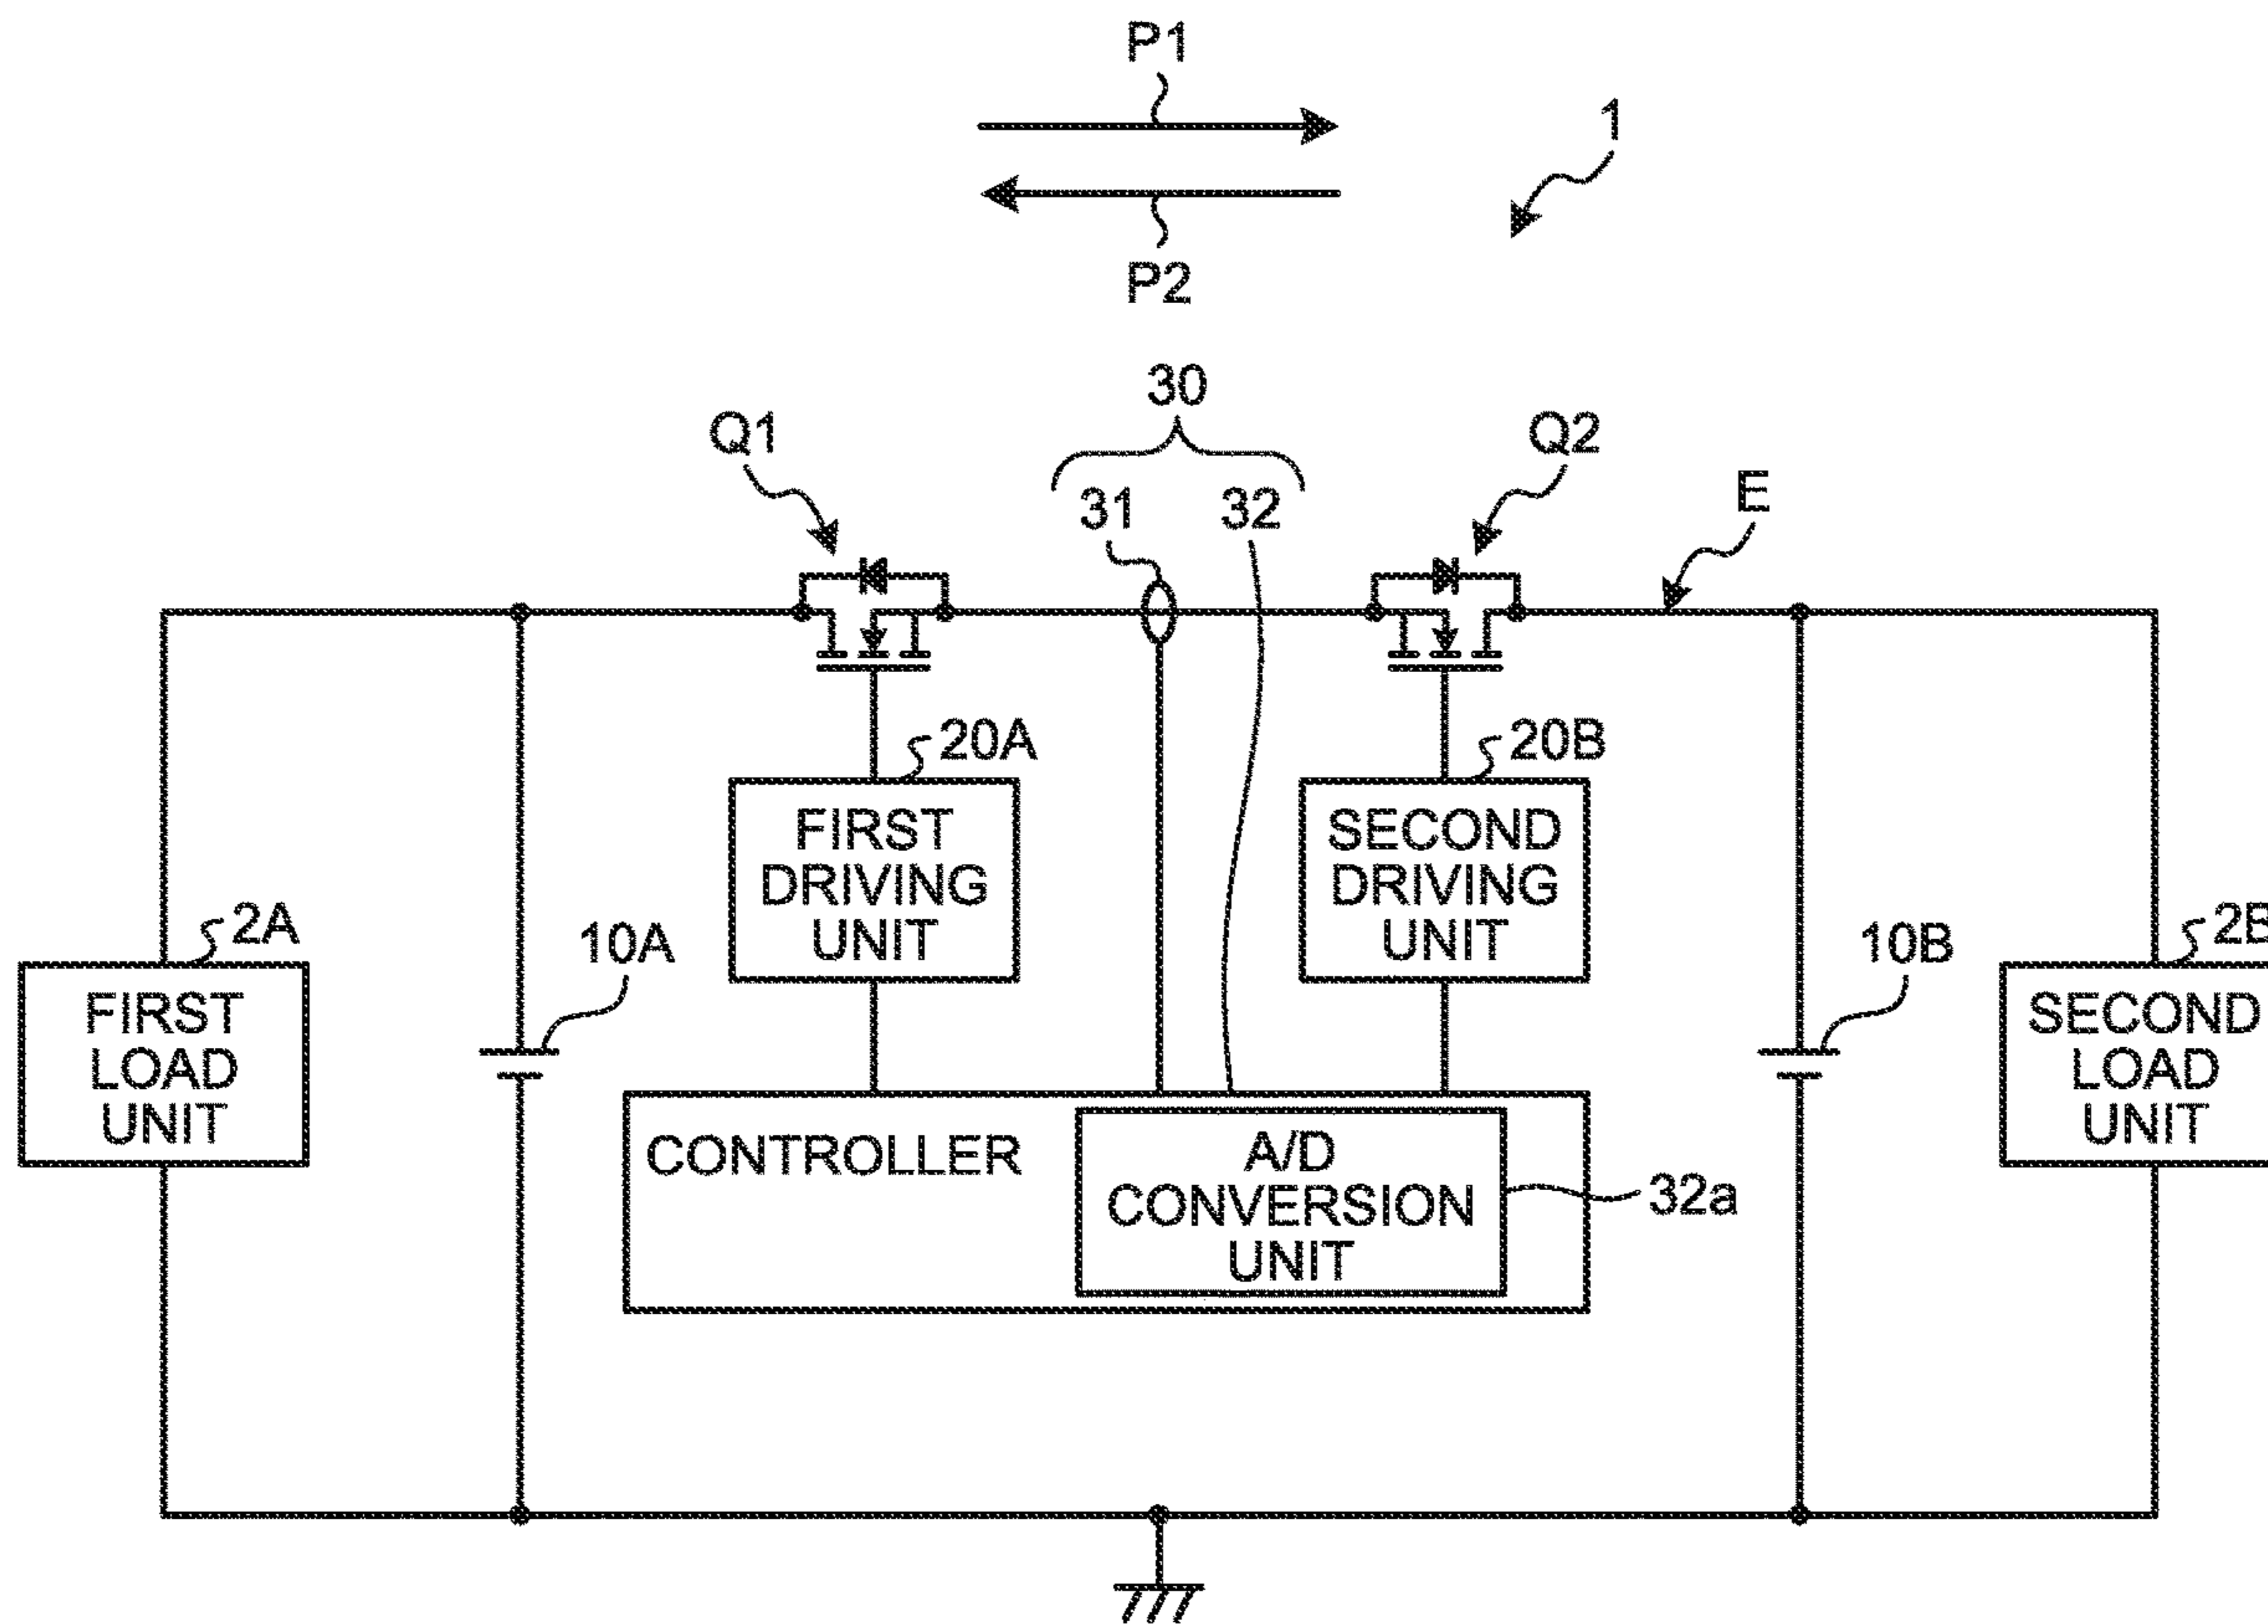 P1
1
P2
30
Q1
Q2
31
32
E
20A
20B
FIRST
DRIVING
UNIT
SECOND
DRIVING
UNIT
2A
10A
10B
2B
FIRST
LOAD
UNIT
SECOND
LOAD
UNIT
CONTROLLER
A/D
CONVERSION
UNIT
32a